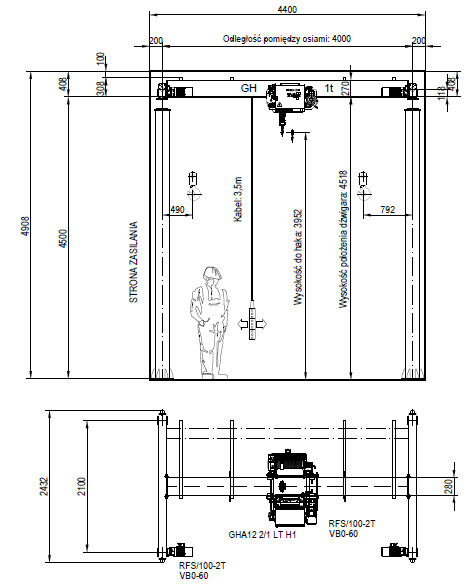 4400
200
Odległość pomiędzy osiami: 4000
200
100
408
308
GH
1t
270
118
408
4908
4500
STRONA ZASILANIA
490
Kabel: 3,5m
Wysokość do haka: 3952
Wysokość położenia dźwigara: 4518
792
2432
2100
280
GHA12 2/1 LT H1
RFS/100-2T
VB0-60
RFS/100-2T
VB0-60